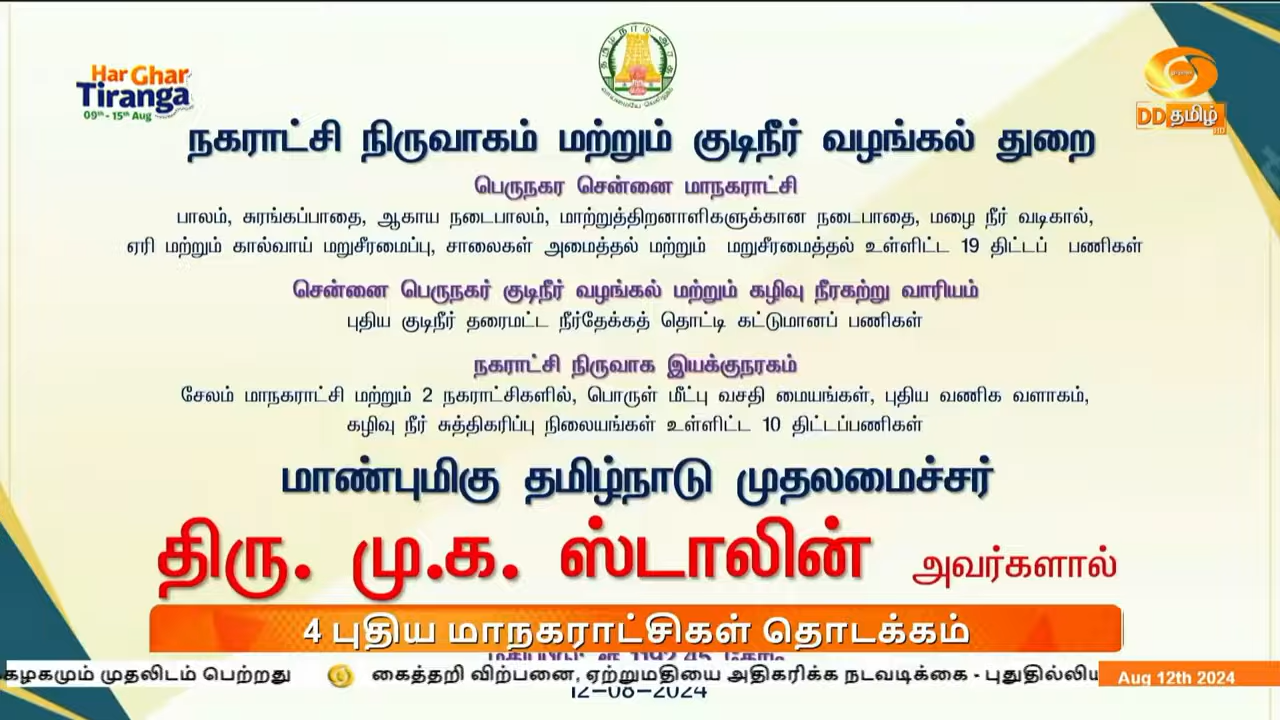 Har Ghar
Tiranga
09th - 15th Aug
தமிழ்நாடு அரசு
வாய்மையே வெல்லும்
DD தமிழ் HD
நகராட்சி நிருவாகம் மற்றும் குடிநீர் வழங்கல் துறை
பெருநகர சென்னை மாநகராட்சி
பாலம், சுரங்கப்பாதை, ஆகாய நடைபாலம், மாற்றுத்திறனாளிகளுக்கான நடைபாதை, மழை நீர் வடிகால்,
ஏரி மற்றும் கால்வாய் மறுசீரமைப்பு, சாலைகள் அமைத்தல் மற்றும் மறுசீரமைத்தல் உள்ளிட்ட 19 திட்டப் பணிகள்
சென்னை பெருநகர் குடிநீர் வழங்கல் மற்றும் கழிவு நீரகற்று வாரியம்
புதிய குடிநீர் தரைமட்ட நீர்தேக்கத் தொட்டி கட்டுமானப் பணிகள்
நகராட்சி நிருவாக இயக்குநரகம்
சேலம் மாநகராட்சி மற்றும் 2 நகராட்சிகளில், பொருள் மீட்பு வசதி மையங்கள், புதிய வணிக வளாகம்,
கழிவு நீர் சுத்திகரிப்பு நிலையங்கள் உள்ளிட்ட 10 திட்டப்பணிகள்
மாண்புமிகு தமிழ்நாடு முதலமைச்சர்
திரு. மு.க. ஸ்டாலின் அவர்களால்
4 புதிய மாநகராட்சிகள் தொடக்கம்
கழகமும் முதலிடம் பெற்றது கைத்தறி விற்பனை, ஏற்றுமதியை அதிகரிக்க நடவடிக்கை - புதுதில்லிய
Aug 12th 2024
12-08-2024